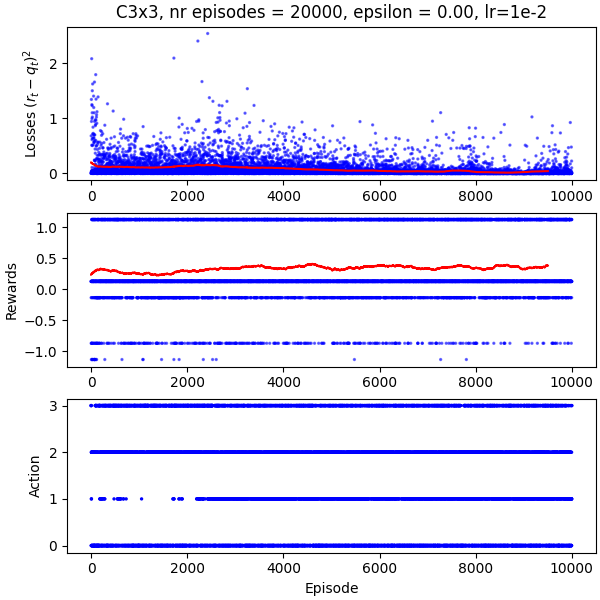 C3x3, nr episodes = 20000, epsilon = 0.00, lr=1e-2
Losses $(r_t - q_t)^2$
2
1
0
0 2000 4000 6000 8000 10000
Rewards
1.0
0.5
0.0
−0.5
−1.0
0 2000 4000 6000 8000 10000
Action
3
2
1
0
0 2000 4000 6000 8000 10000
Episode